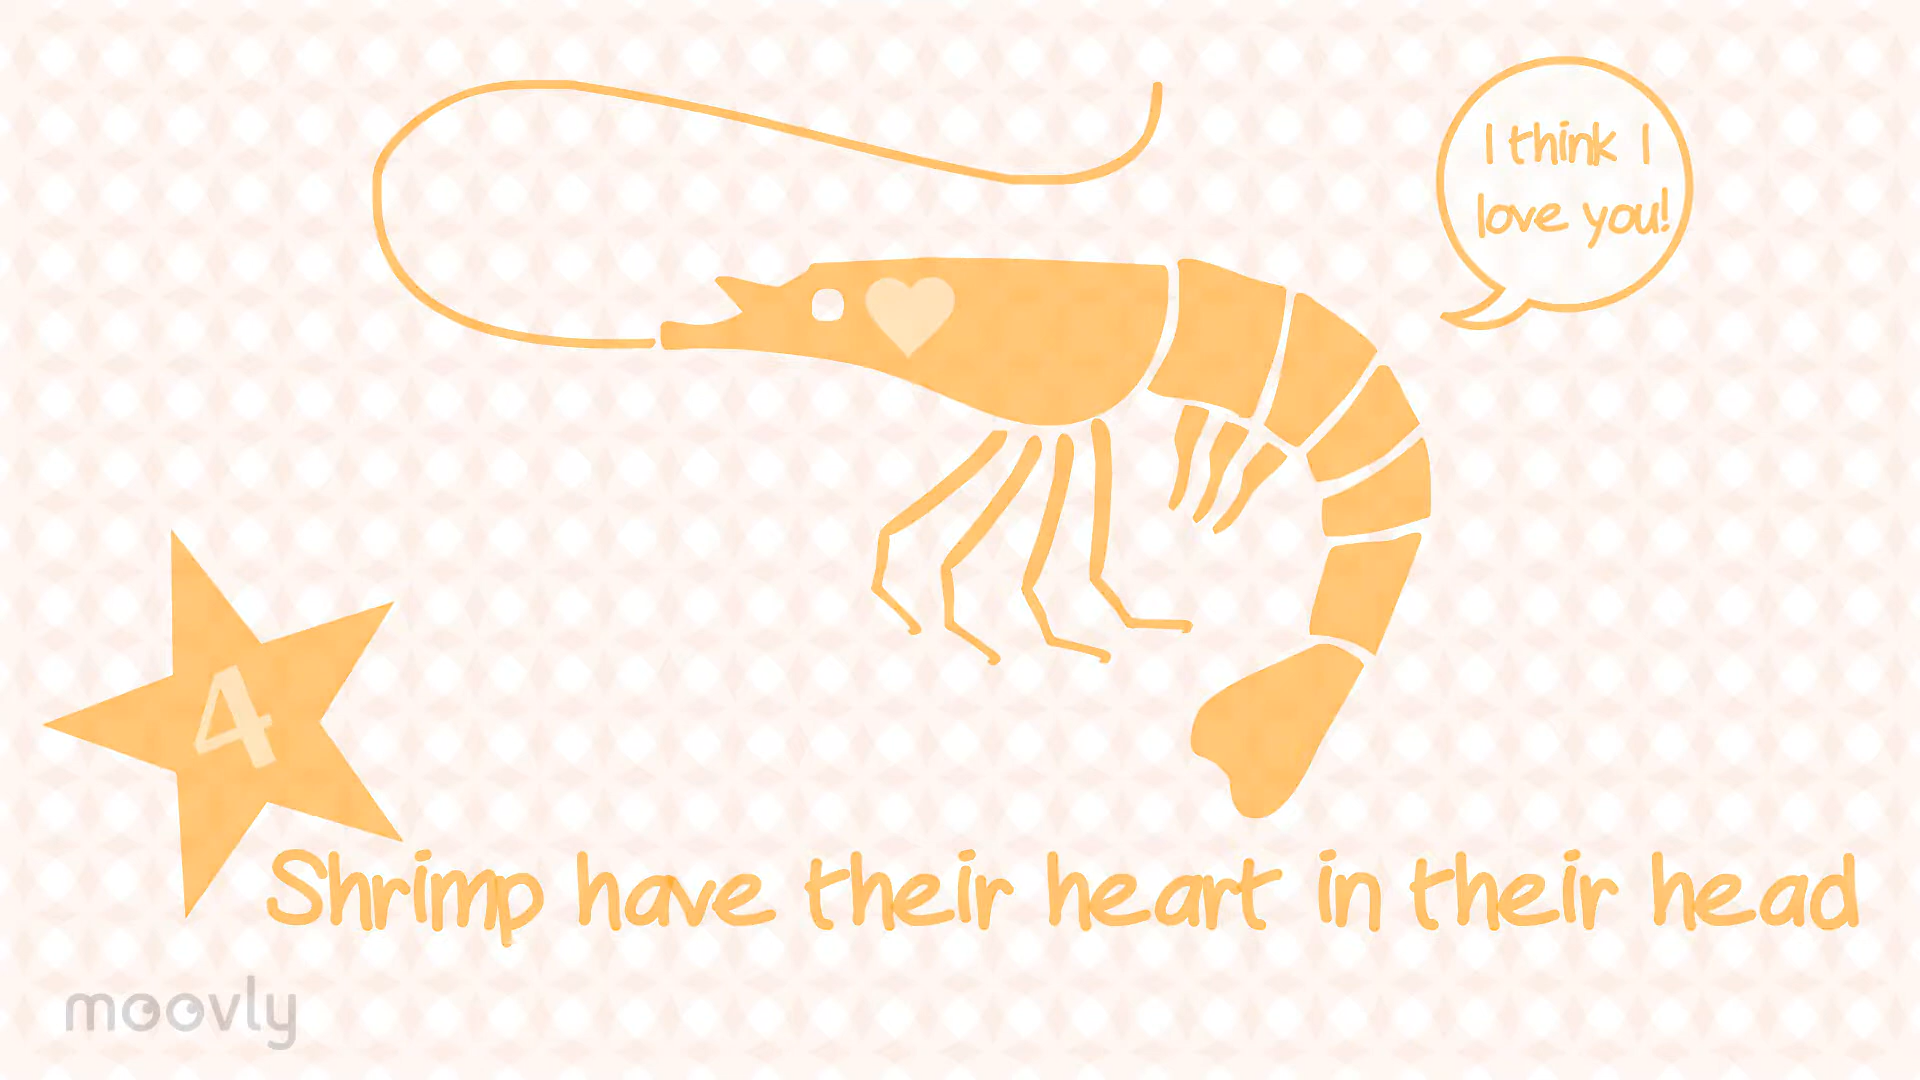 I think I
love you!
4
Shrimp have their heart in their head
moovly